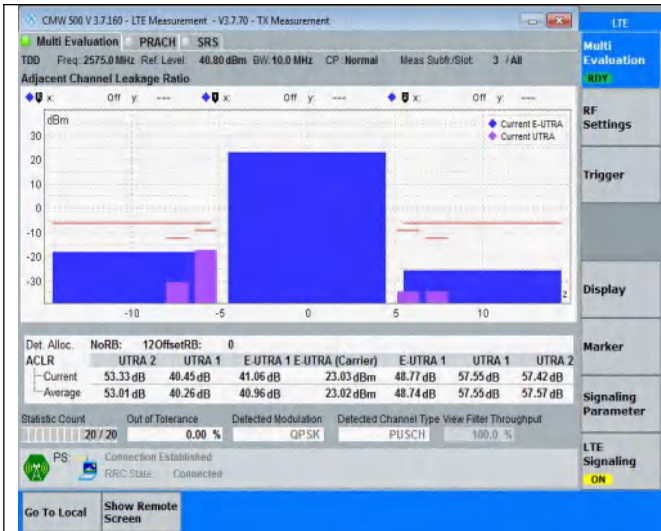 CMW 500 V 3.7.160 - LTE Measurement - V3.7.70 - TX Measurement
LTE
Multi Evaluation PRACH SRS
TDD Freq.:2575.0 MHz Ref. Level: 40.80 dBm BW: 10.0 MHz CP :Normal Meas Subfr./Slot: 3 /All
Adjacent Channel Leakage Ratio
x: Off y: --- x: Off y: --- x: Off y: ---
dBm
Current E-UTRA
Current UTRA
30
20
10
0
-10
-20
-30
-10 -5 0 5 10
z
Det. Alloc. NoRB: 12OffsetRB: 0
ACLR UTRA 2 UTRA 1 E-UTRA 1 E-UTRA (Carrier) E-UTRA 1 UTRA 1 UTRA 2
Current 53.33 dB 40.45 dB 41.06 dB 23.03 dBm 48.77 dB 57.55 dB 57.42 dB
Average 53.01 dB 40.26 dB 40.96 dB 23.02 dBm 48.74 dB 57.55 dB 57.57 dB
Statistic Count Out of Tolerance Detected Modulation Detected Channel Type View Filter Throughput
20 / 20 0.00 % QPSK PUSCH 100.0 %
PS: Connection Established
RRC State: Connected
Multi
Evaluation
RDY
RF
Settings
Trigger
Display
Marker
Signaling
Parameter
LTE
Signaling
ON
Go To Local
Show Remote
Screen